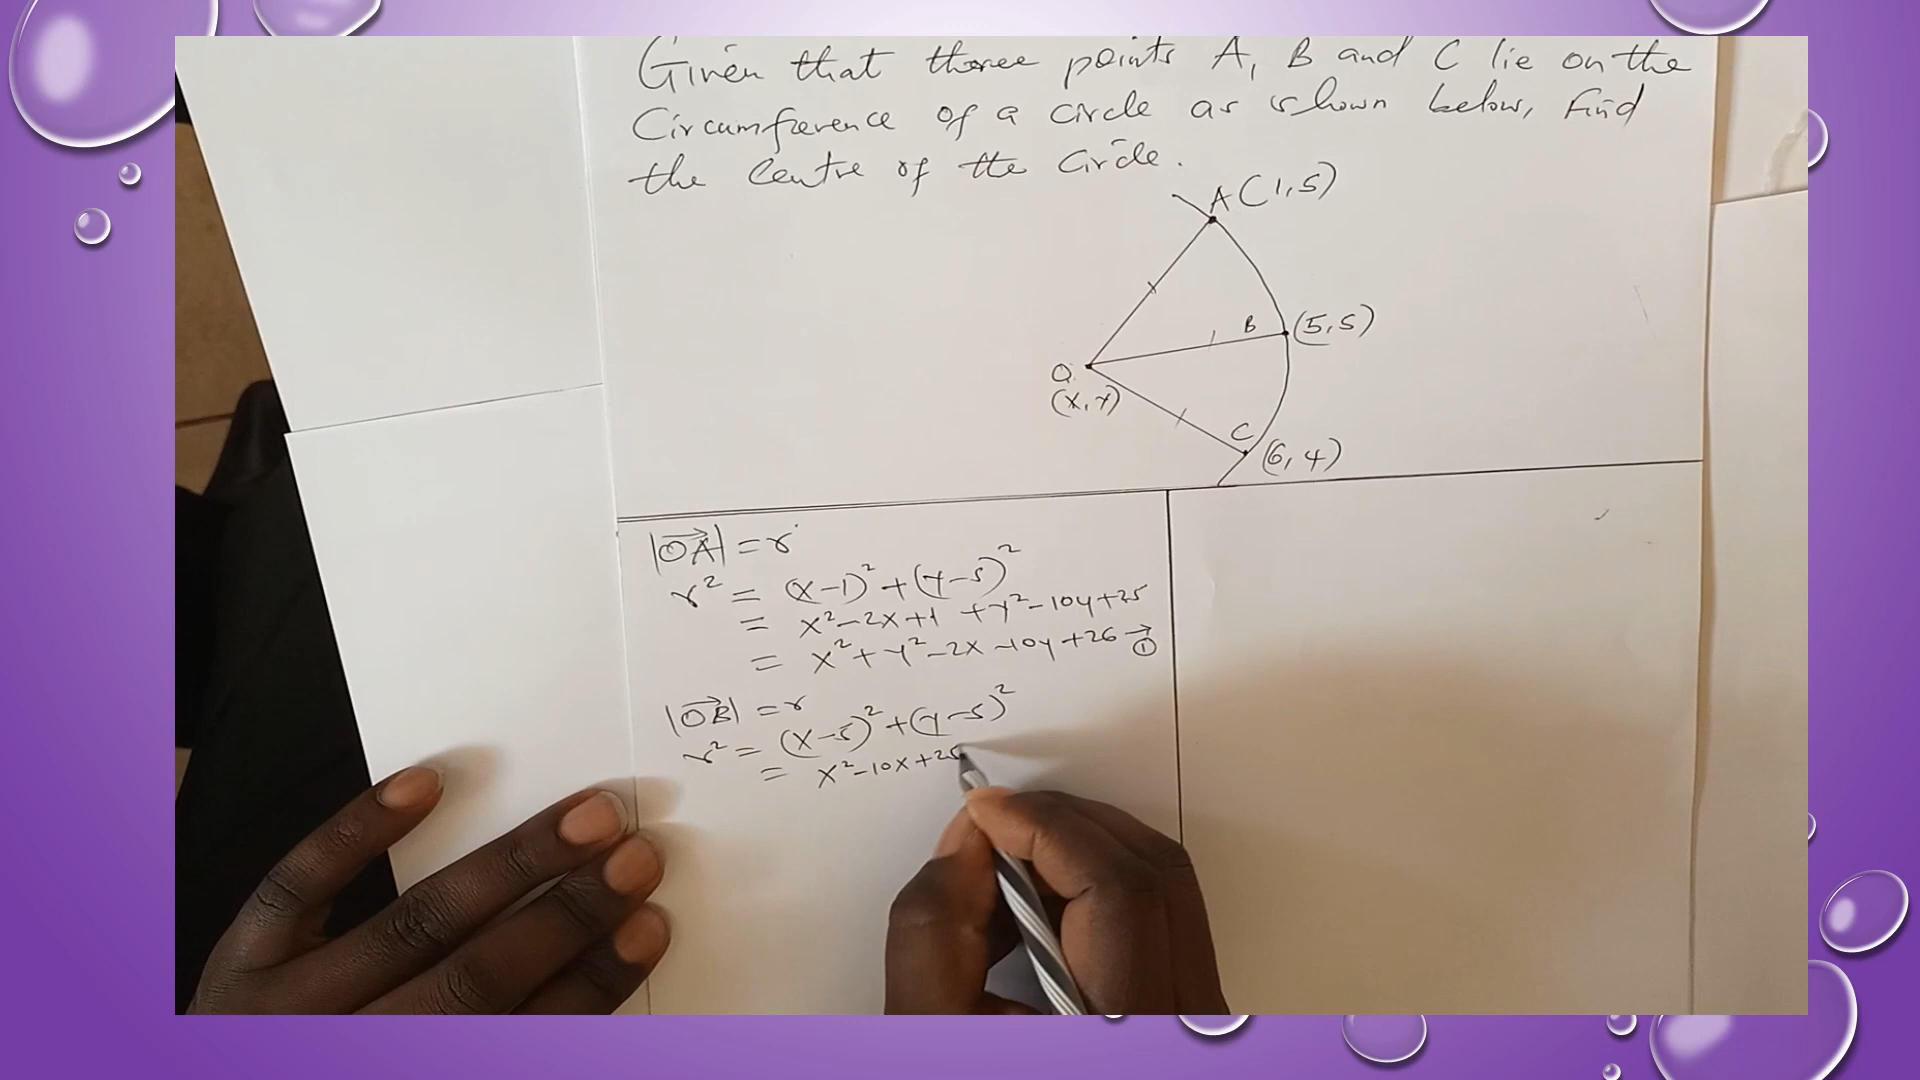 Given that three points A, B and C lie on the
Circumference of a circle as shown below, find
the Centre of the Circle.
A (1,5)
B (5,5)
O
(x,y)
C
(6,4)
|OA| = r
r² = (x-1)² + (y-5)²
= x²-2x+1 + y²-10y+25
= x²+y²-2x-10y+26 → ①
|OB| = r
r² = (x-5)² + (y-5)²
= x²-10x+25